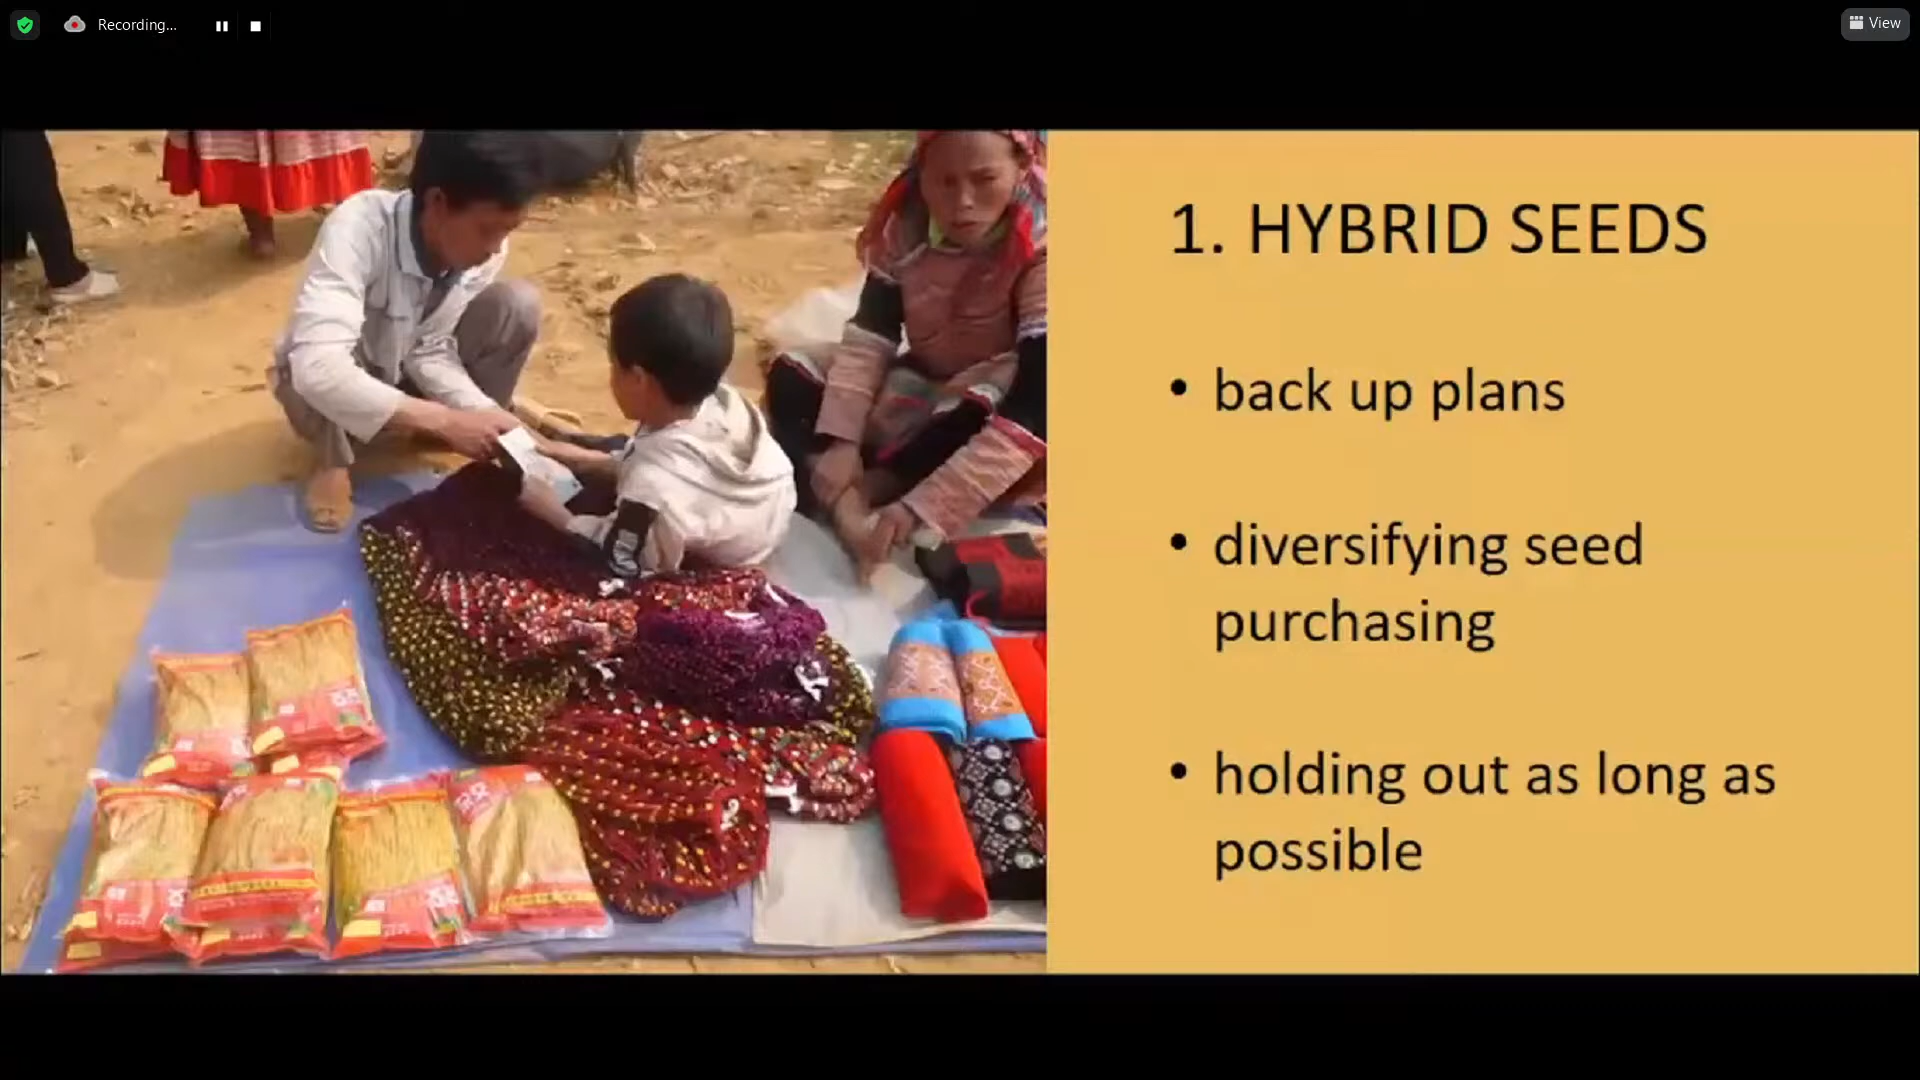 Recording...
View
1. HYBRID SEEDS
• back up plans
• diversifying seed
purchasing
• holding out as long as
possible